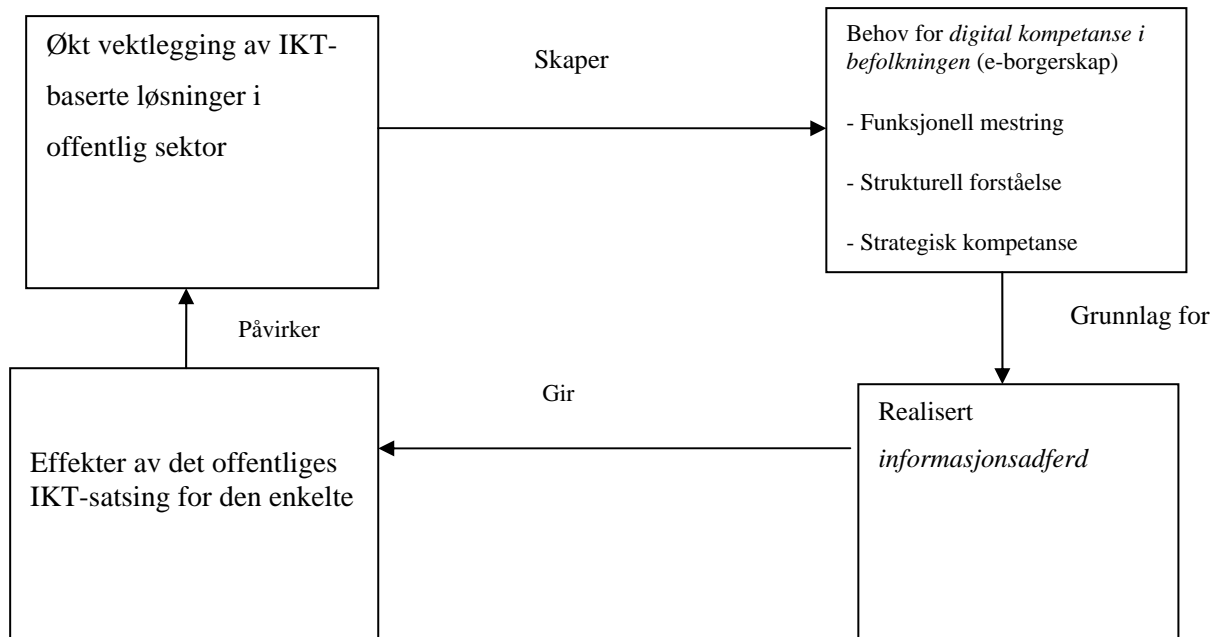 Økt vektlegging av IKT-
baserte løsninger i
offentlig sektor
Skaper
Behov for digital kompetanse i
befolkningen (e-borgerskap)
- Funksjonell mestring
- Strukturell forståelse
- Strategisk kompetanse
Grunnlag for
Realisert
informasjonsadferd
Gir
Effekter av det offentliges
IKT-satsing for den enkelte
Påvirker